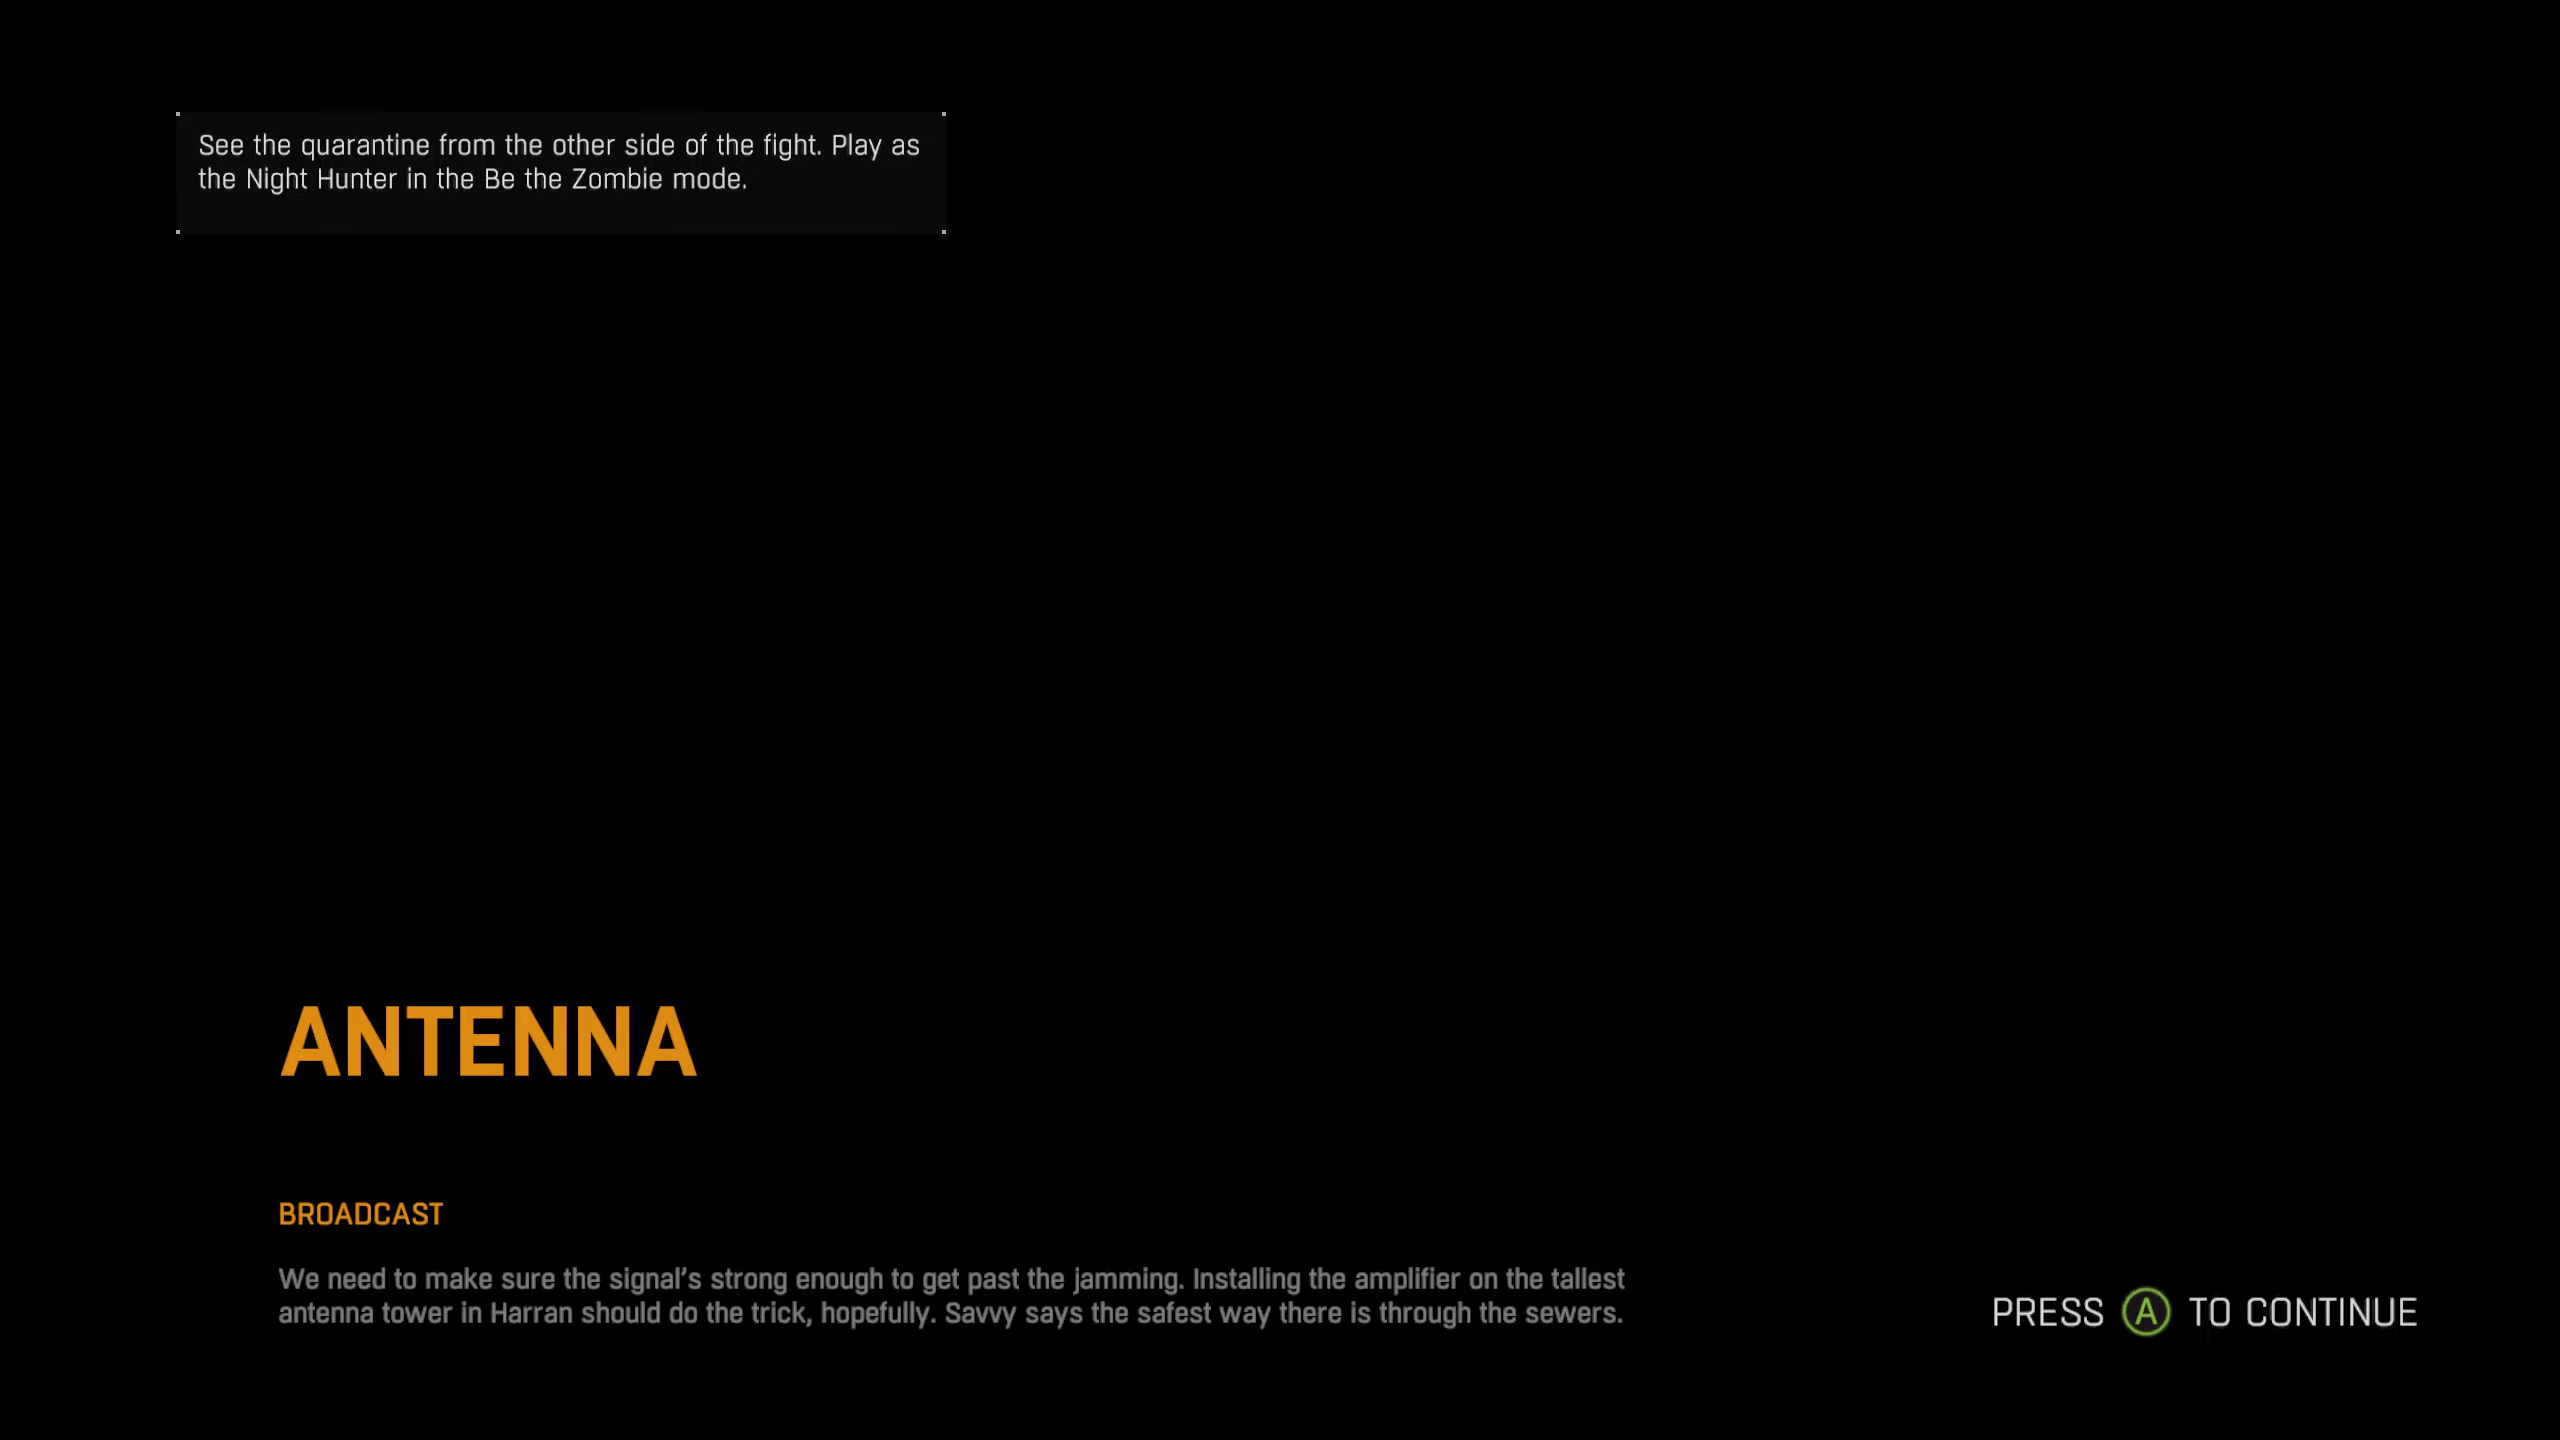 See the quarantine from the other side of the fight. Play as
the Night Hunter in the Be the Zombie mode.
ANTENNA
BROADCAST
We need to make sure the signal's strong enough to get past the jamming. Installing the amplifier on the tallest
antenna tower in Harran should do the trick, hopefully. Savvy says the safest way there is through the sewers.
PRESS A TO CONTINUE